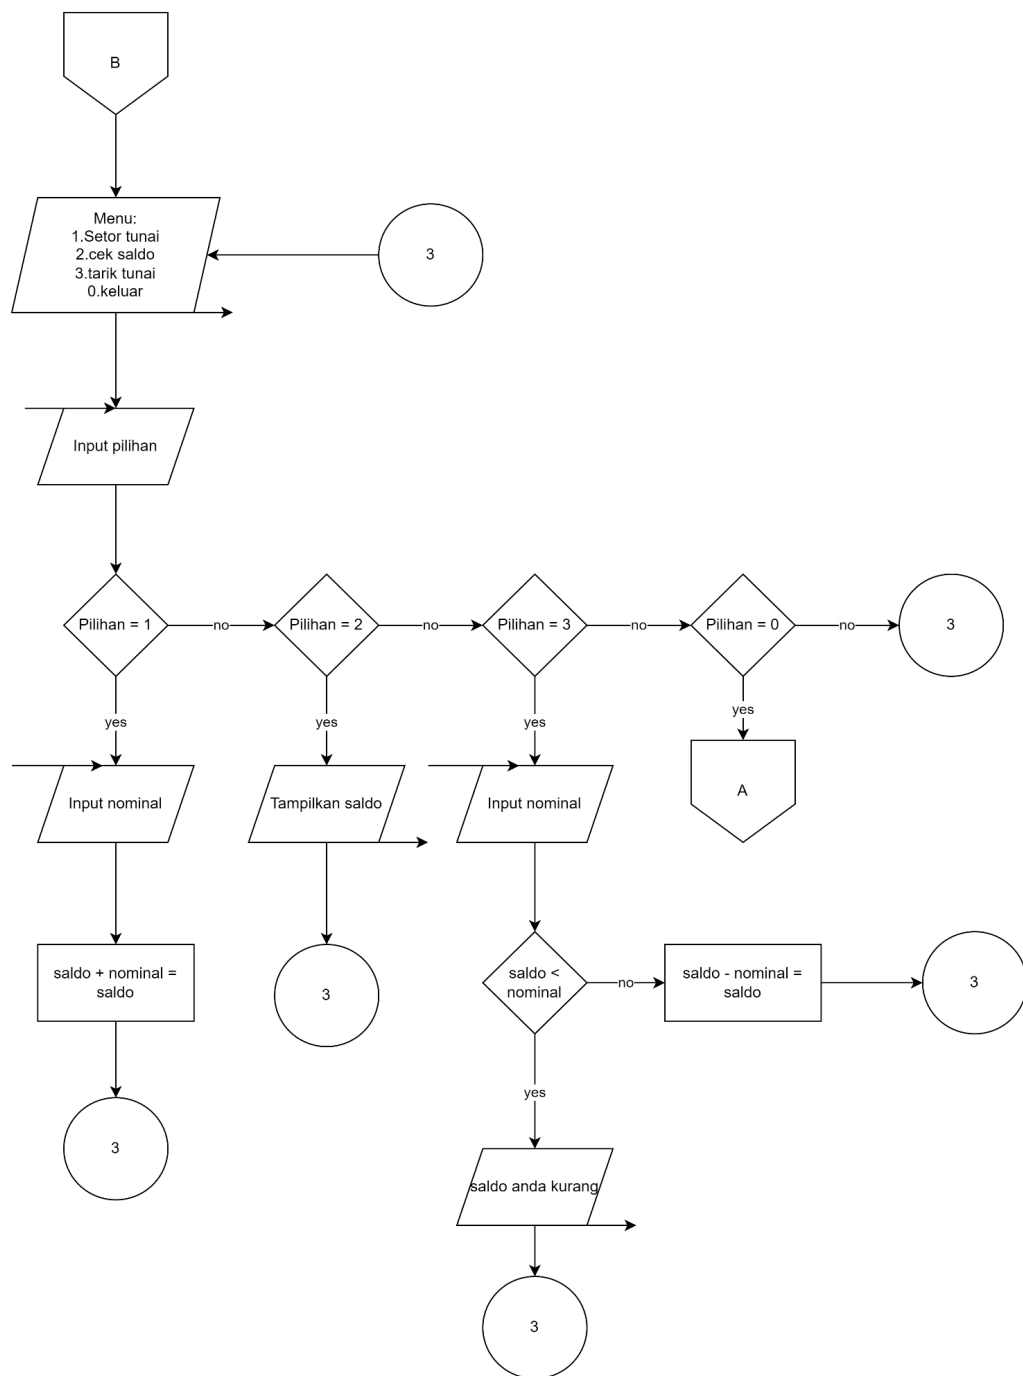 B
Menu:
1.Setor tunai
2.cek saldo
3.tarik tunai
0.keluar
3
Input pilihan
Pilihan = 1
no
Pilihan = 2
no
Pilihan = 3
no
Pilihan = 0
no
3
yes
yes
yes
yes
Input nominal
Tampilkan saldo
Input nominal
A
saldo + nominal =
saldo
3
saldo <
nominal
no
saldo - nominal =
saldo
3
yes
3
saldo anda kurang
3